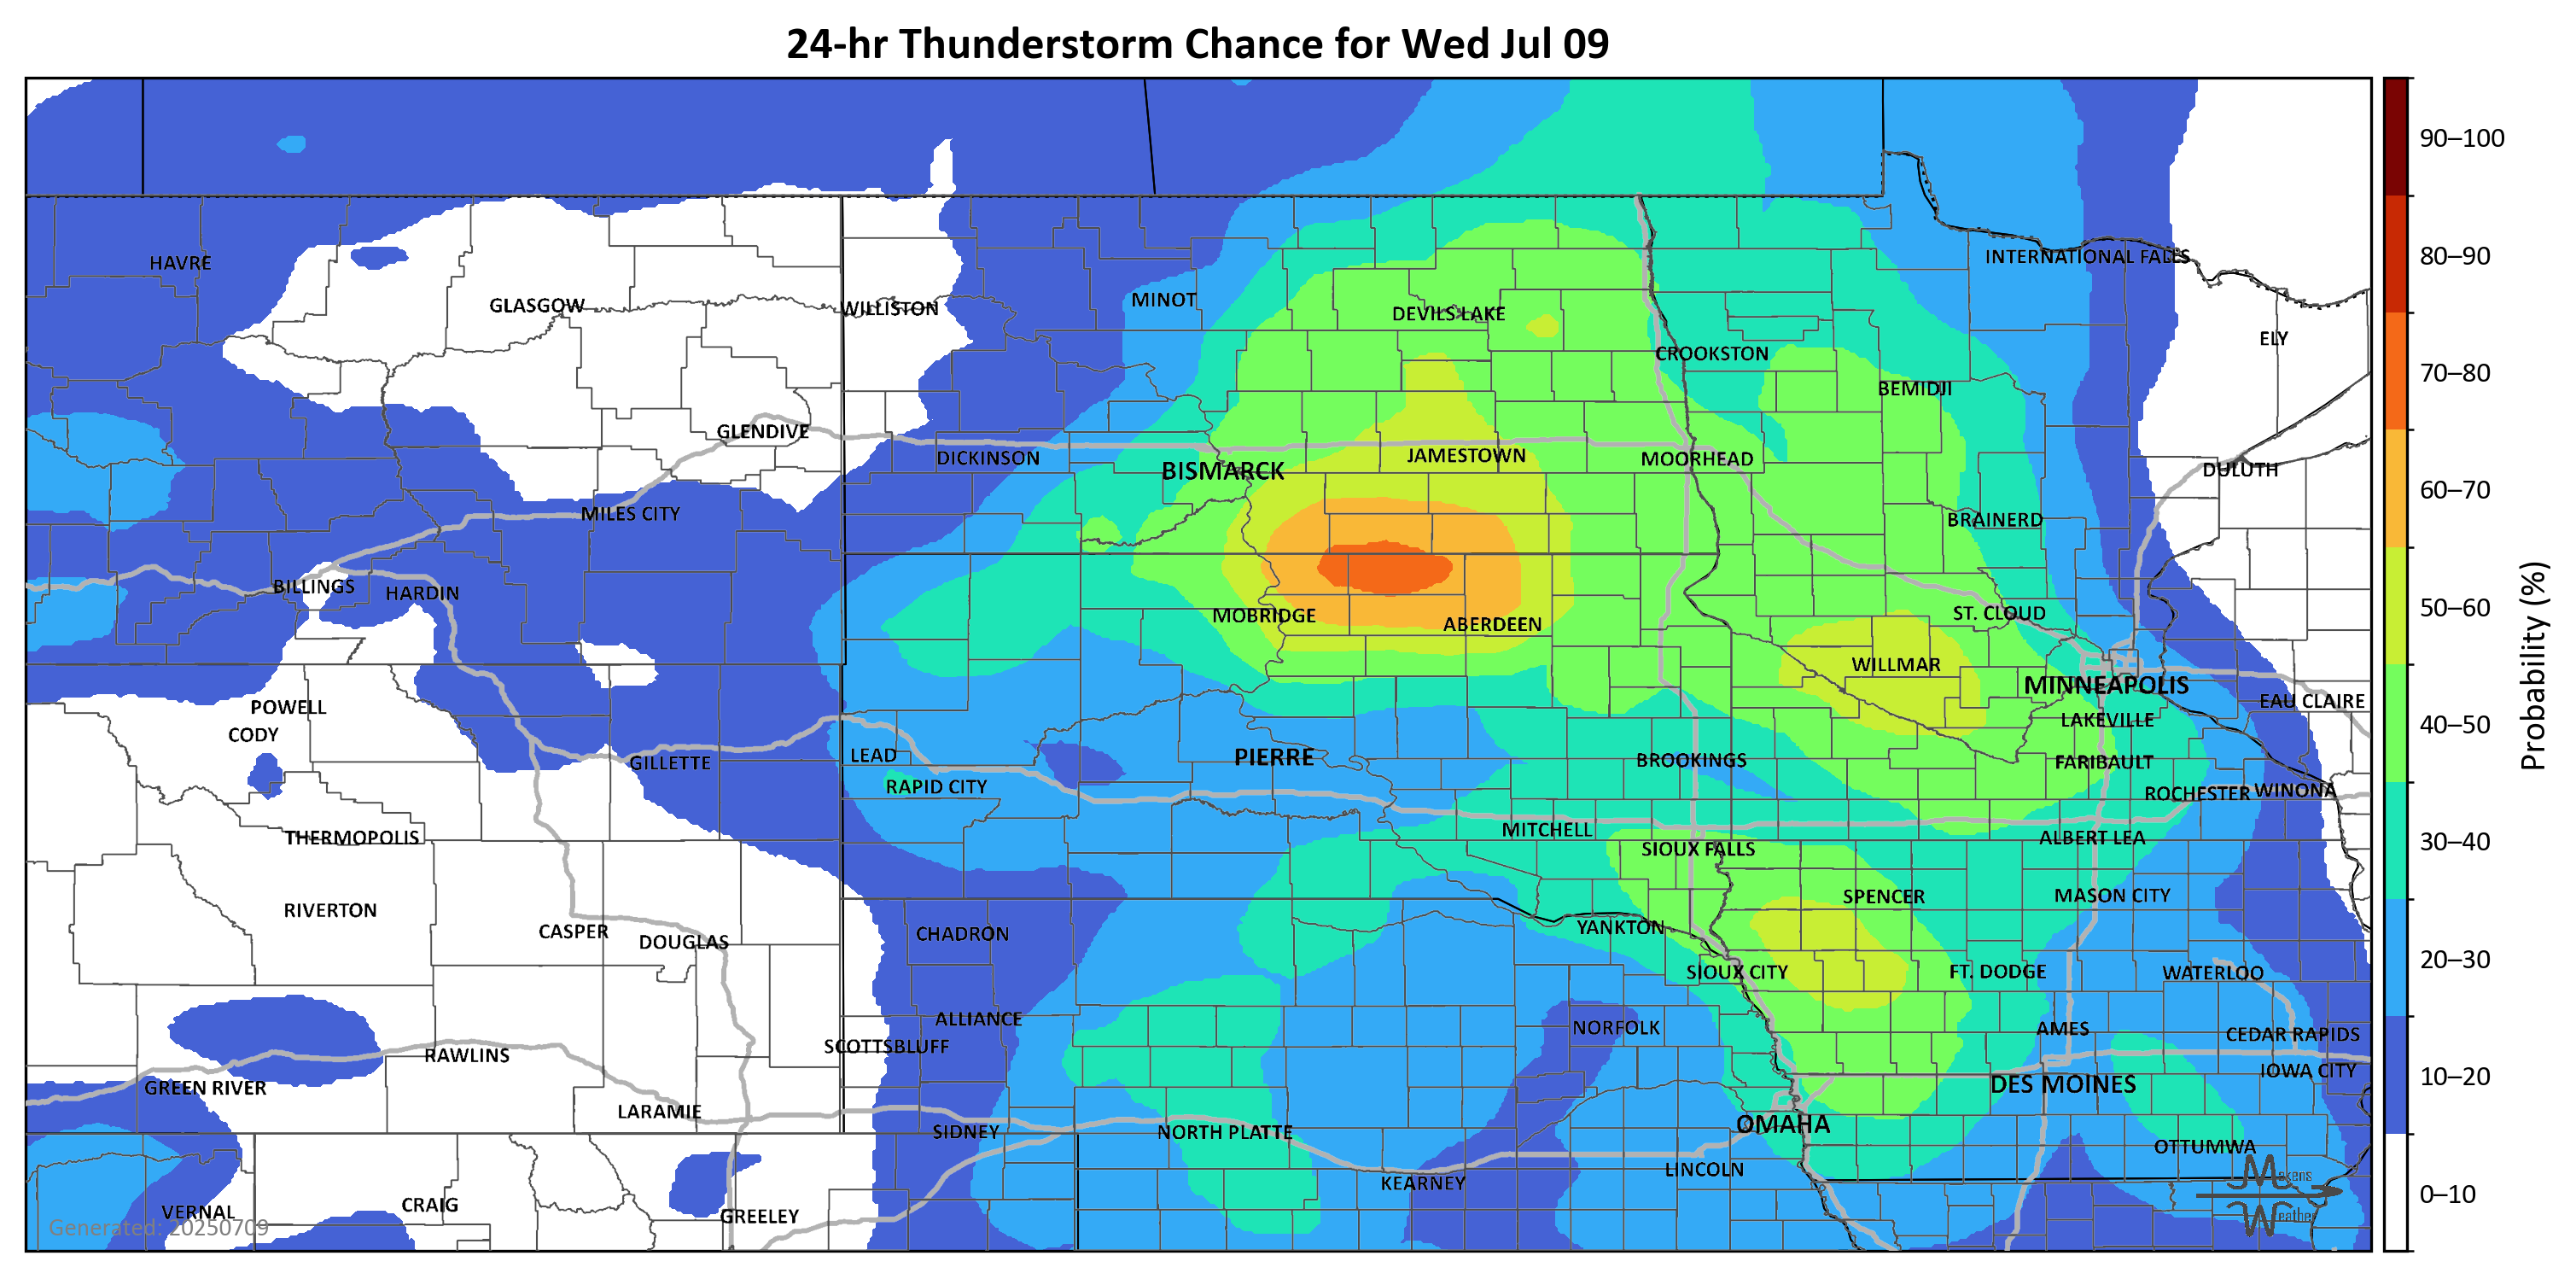 24-hr Thunderstorm Chance for Wed Jul 09
90–100
HAVRE
INTERNATIONAL FALLS
80–90
MINOT
GLASGOW
WILLISTON
DEVILS LAKE
ELY
CROOKSTON
70–80
BEMIDJI
GLENDIVE
DICKINSON
JAMESTOWN
MOORHEAD
BISMARCK
DULUTH
60–70
MILES CITY
BRAINERD
BILLINGS
HARDIN
50–60
MOBRIDGE
ABERDEEN
ST. CLOUD
WILLMAR
MINNEAPOLIS
Probability (%)
POWELL
EAU CLAIRE
CODY
LAKEVILLE
40–50
GILLETTE
LEAD
PIERRE
BROOKINGS
FARIBAULT
RAPID CITY
ROCHESTER
WINONA
THERMOPOLIS
MITCHELL
ALBERT LEA
30–40
SIOUX FALLS
RIVERTON
SPENCER
MASON CITY
CASPER
DOUGLAS
CHADRON
YANKTON
20–30
SIOUX CITY
FT. DODGE
WATERLOO
ALLIANCE
NORFOLK
AMES
CEDAR RAPIDS
SCOTTSBLUFF
RAWLINS
GREEN RIVER
DES MOINES
IOWA CITY
10–20
LARAMIE
SIDNEY
NORTH PLATTE
OMAHA
OTTUMWA
LINCOLN
KEARNEY
Makens
VERNAL
CRAIG
GREELEY
Weather
0–10
Generated: 20250709